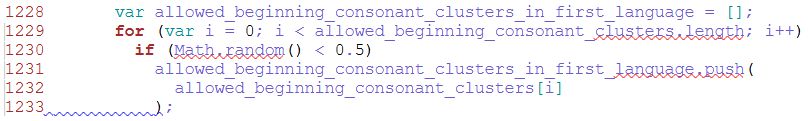 1228 var allowed_beginning_consonant_clusters_in_first_language = [];
1229 for (var i = 0; i < allowed_beginning_consonant_clusters.length; i++)
1230 if (Math.random() < 0.5)
1231 allowed_beginning_consonant_clusters_in_first_language.push(
1232 allowed_beginning_consonant_clusters[i]
1233 );